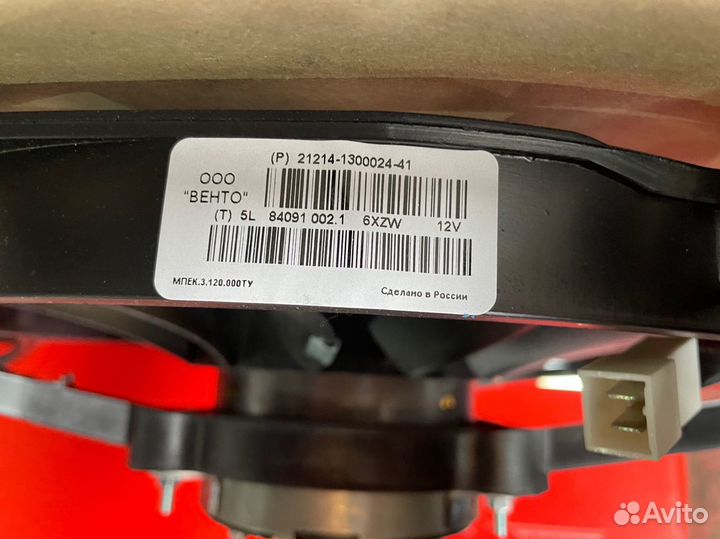 (P) 21214-1300024-41
ООО
"ВЕНТО"
(T) 5L 84091 002.1 6XZW 12V
МПЕК.3.120.000ТУ
Сделано в России
Avito